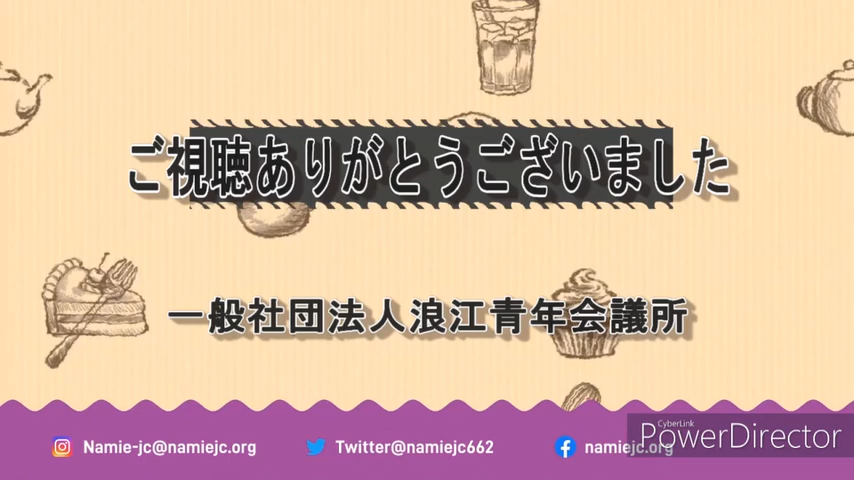 ご視聴ありがとうございました
一般社団法人浪江青年会議所
Namie-jc@namiejc.org
Twitter@namiejc662
namiejc.org
CyberLink
PowerDirector